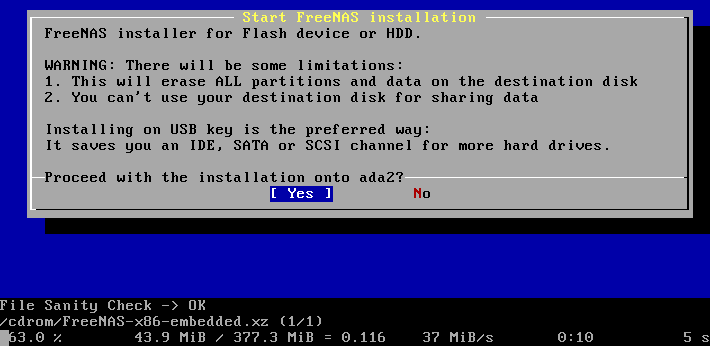 Start FreeNAS installation
FreeNAS installer for Flash device or HDD.
WARNING: There will be some limitations:
1. This will erase ALL partitions and data on the destination disk
2. You can't use your destination disk for sharing data
Installing on USB key is the preferred way:
It saves you an IDE, SATA or SCSI channel for more hard drives.
Proceed with the installation onto ada2?
[ Yes ] No
File Sanity Check -> OK
/cdrom/FreeNAS-x86-embedded.xz (1/1)
63.0 % 43.9 MiB / 377.3 MiB = 0.116 37 MiB/s 0:10 5 s